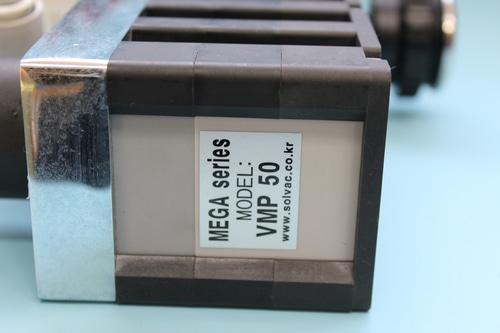 MEGA series
MODEL:
VMP 50
www.solvac.co.kr